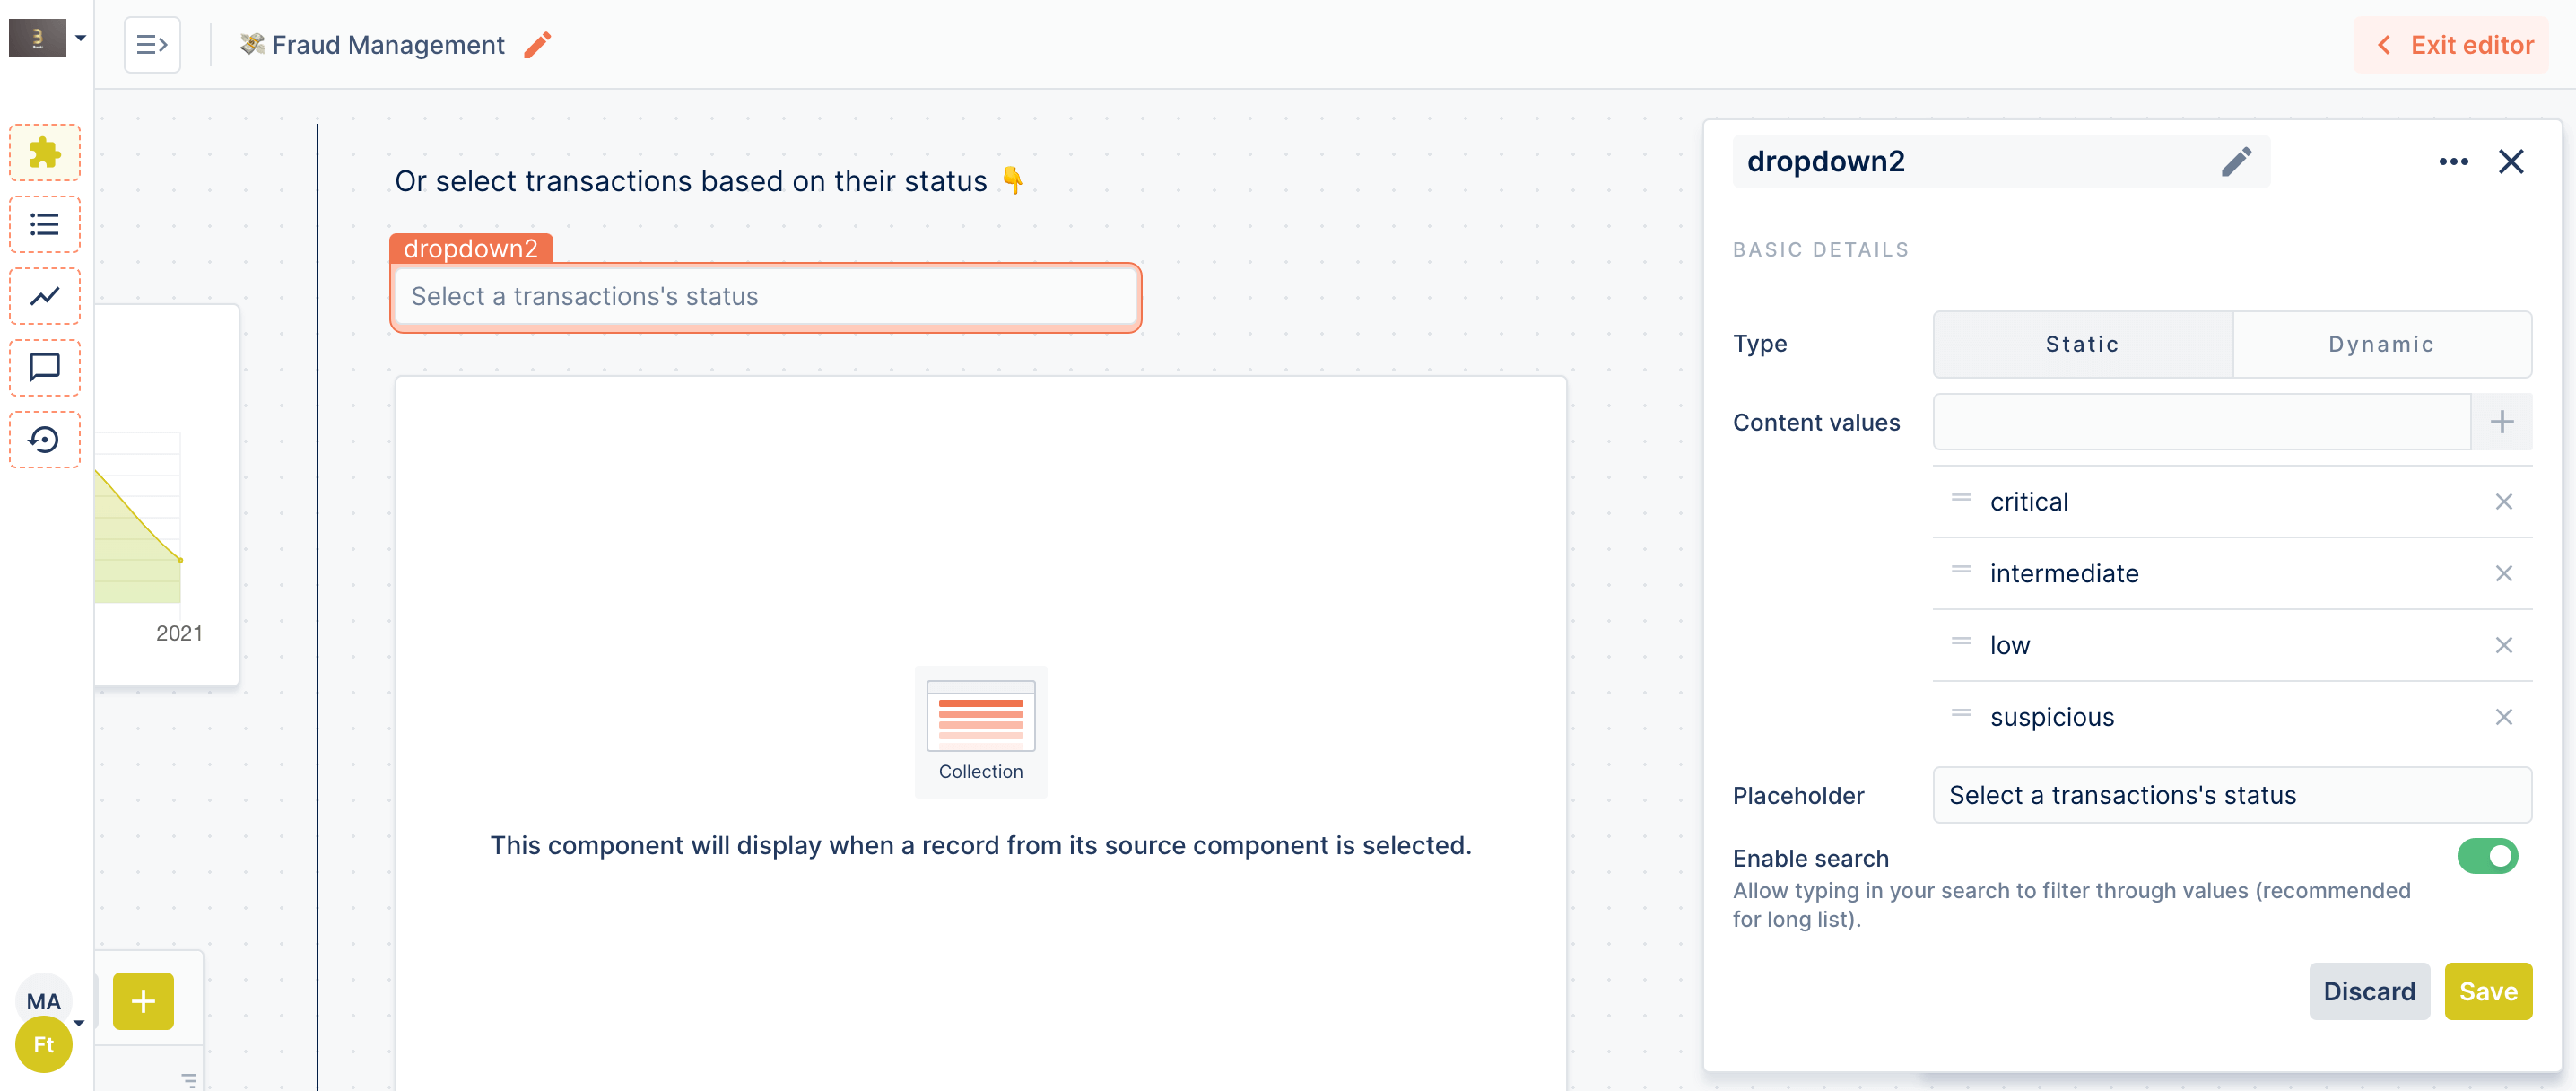 💸 Fraud Management
Exit editor
Or select transactions based on their status 👇
dropdown2
Select a transactions's status
2021
Collection
This component will display when a record from its source component is selected.
MA
Ft
dropdown2
BASIC DETAILS
Type
Static
Dynamic
Content values
critical
intermediate
low
suspicious
Placeholder
Select a transactions's status
Enable search
Allow typing in your search to filter through values (recommended
for long list).
Discard
Save